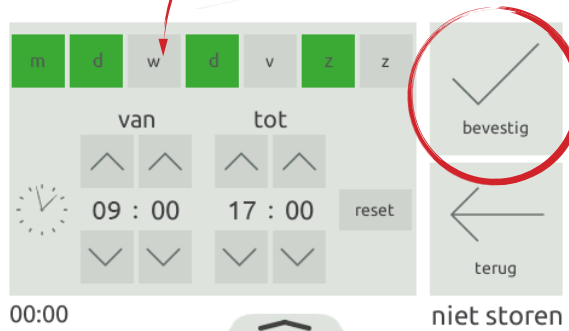 m d w d v z z
van tot
bevestig
09 : 00 17 : 00 reset
terug
00:00 niet storen